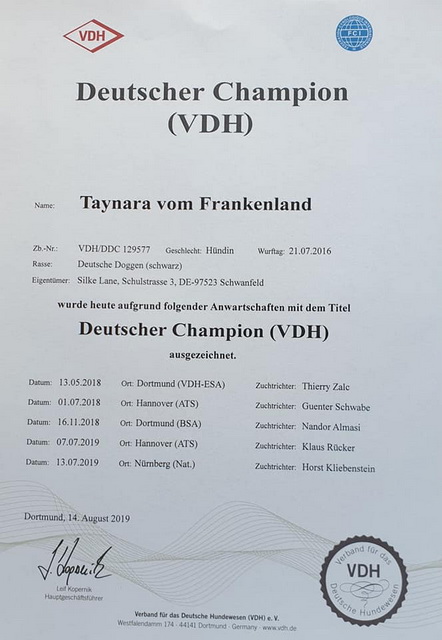 VDH
FCI
Deutscher Champion
(VDH)
Name: Taynara vom Frankenland
Zb.-Nr.: VDH/DDC 129577 Geschlecht: Hündin Wurftag: 21.07.2016
Rasse: Deutsche Doggen (schwarz)
Eigentümer: Silke Lane, Schulstrasse 3, DE-97523 Schwanfeld
wurde heute aufgrund folgender Anwartschaften mit dem Titel
Deutscher Champion (VDH)
ausgezeichnet.
Datum: 13.05.2018 Ort: Dortmund (VDH-ESA) Zuchtrichter: Thierry Zalc
Datum: 01.07.2018 Ort: Hannover (ATS) Zuchtrichter: Guenter Schwabe
Datum: 16.11.2018 Ort: Dortmund (BSA) Zuchtrichter: Nandor Almasi
Datum: 07.07.2019 Ort: Hannover (ATS) Zuchtrichter: Klaus Rücker
Datum: 13.07.2019 Ort: Nürnberg (Nat.) Zuchtrichter: Horst Kliebenstein
Dortmund, 14. August 2019
Leif Kopernik
Hauptgeschäftsführer
Verband für das
VDH
Deutsche Hundewesen
Verband für das Deutsche Hundewesen (VDH) e. V.
Westfalendamm 174 - 44141 Dortmund - Germany - www.vdh.de